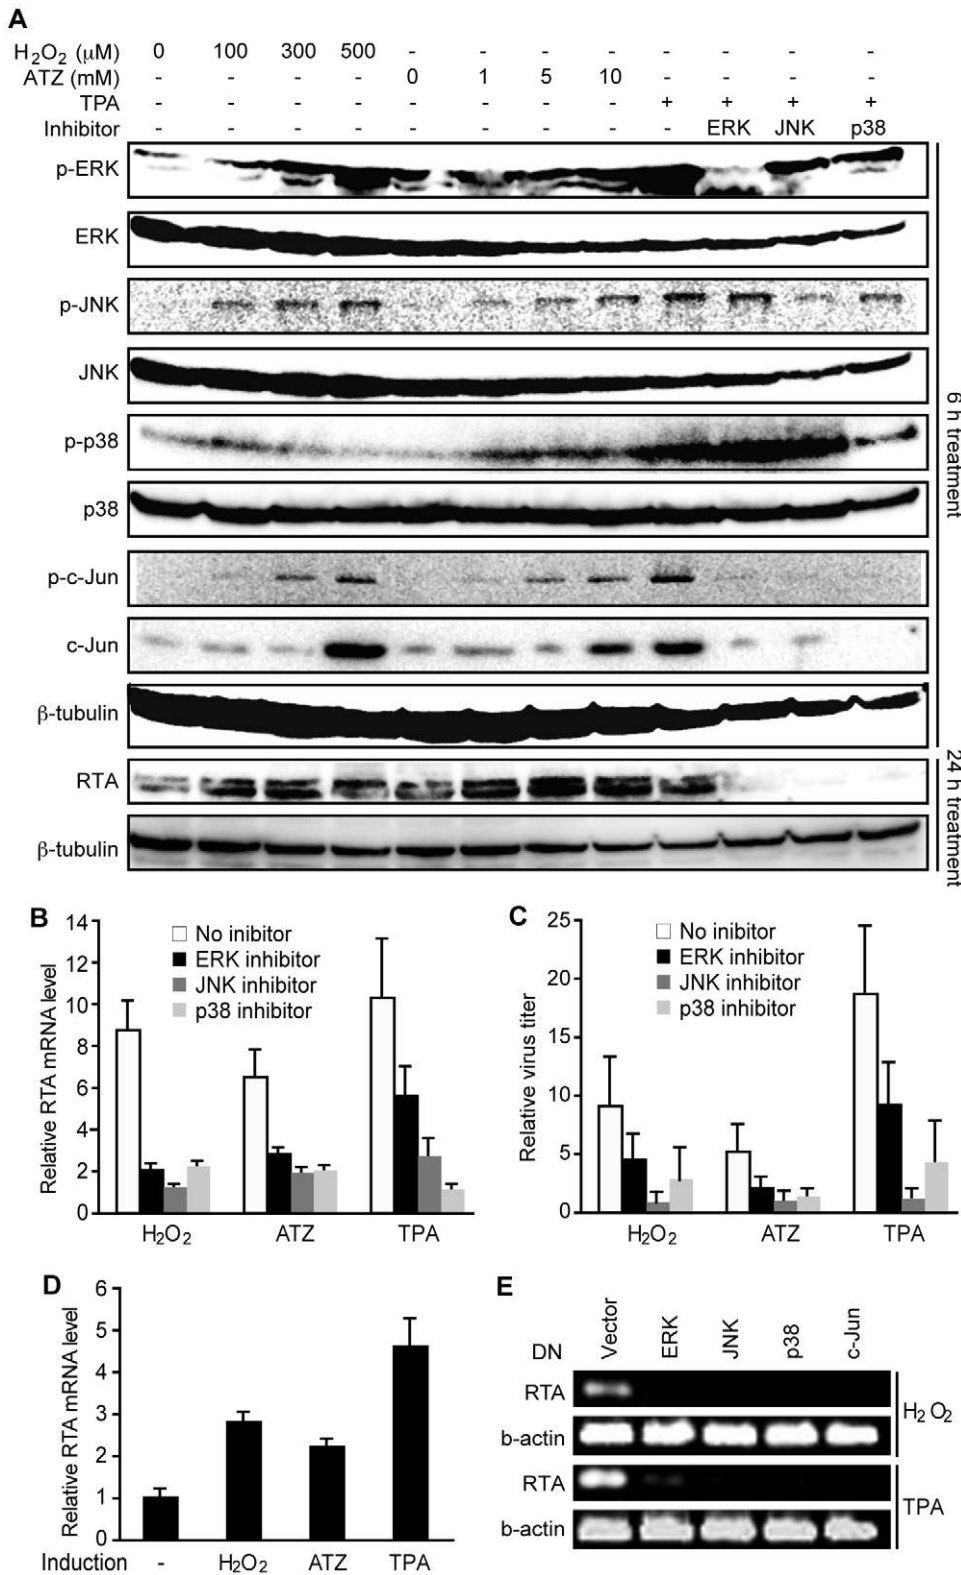 A
H2O2 (μM) 0 100 300 500 - - - - - - - -
ATZ (mM) - - - - 0 1 5 10 - - - -
TPA - - - - - - - - + + + +
Inhibitor - - - - - - - - - ERK JNK p38
p-ERK
ERK
p-JNK
JNK
p-p38
p38
p-c-Jun
c-Jun
β-tubulin
6 h treatment
RTA
β-tubulin
24 h treatment
B
Relative RTA mRNA level
14
12
10
8
6
4
2
0
No inibitor
ERK inhibitor
JNK inhibitor
p38 inhibitor
H2O2 ATZ TPA
C
Relative virus titer
25
20
15
10
5
0
No inibitor
ERK inhibitor
JNK inhibitor
p38 inhibitor
H2O2 ATZ TPA
D
Relative RTA mRNA level
6
5
4
3
2
1
0
Induction - H2O2 ATZ TPA
E
DN Vector ERK JNK p38 c-Jun
RTA
b-actin
H2O2
RTA
b-actin
TPA